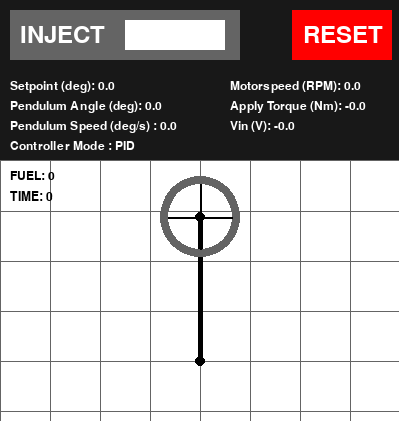 INJECT
RESET
Setpoint (deg): 0.0
Motorspeed (RPM): 0.0
Pendulum Angle (deg): 0.0
Apply Torque (Nm): -0.0
Pendulum Speed (deg/s) : 0.0
Vin (V): -0.0
Controller Mode : PID
FUEL: 0
TIME: 0